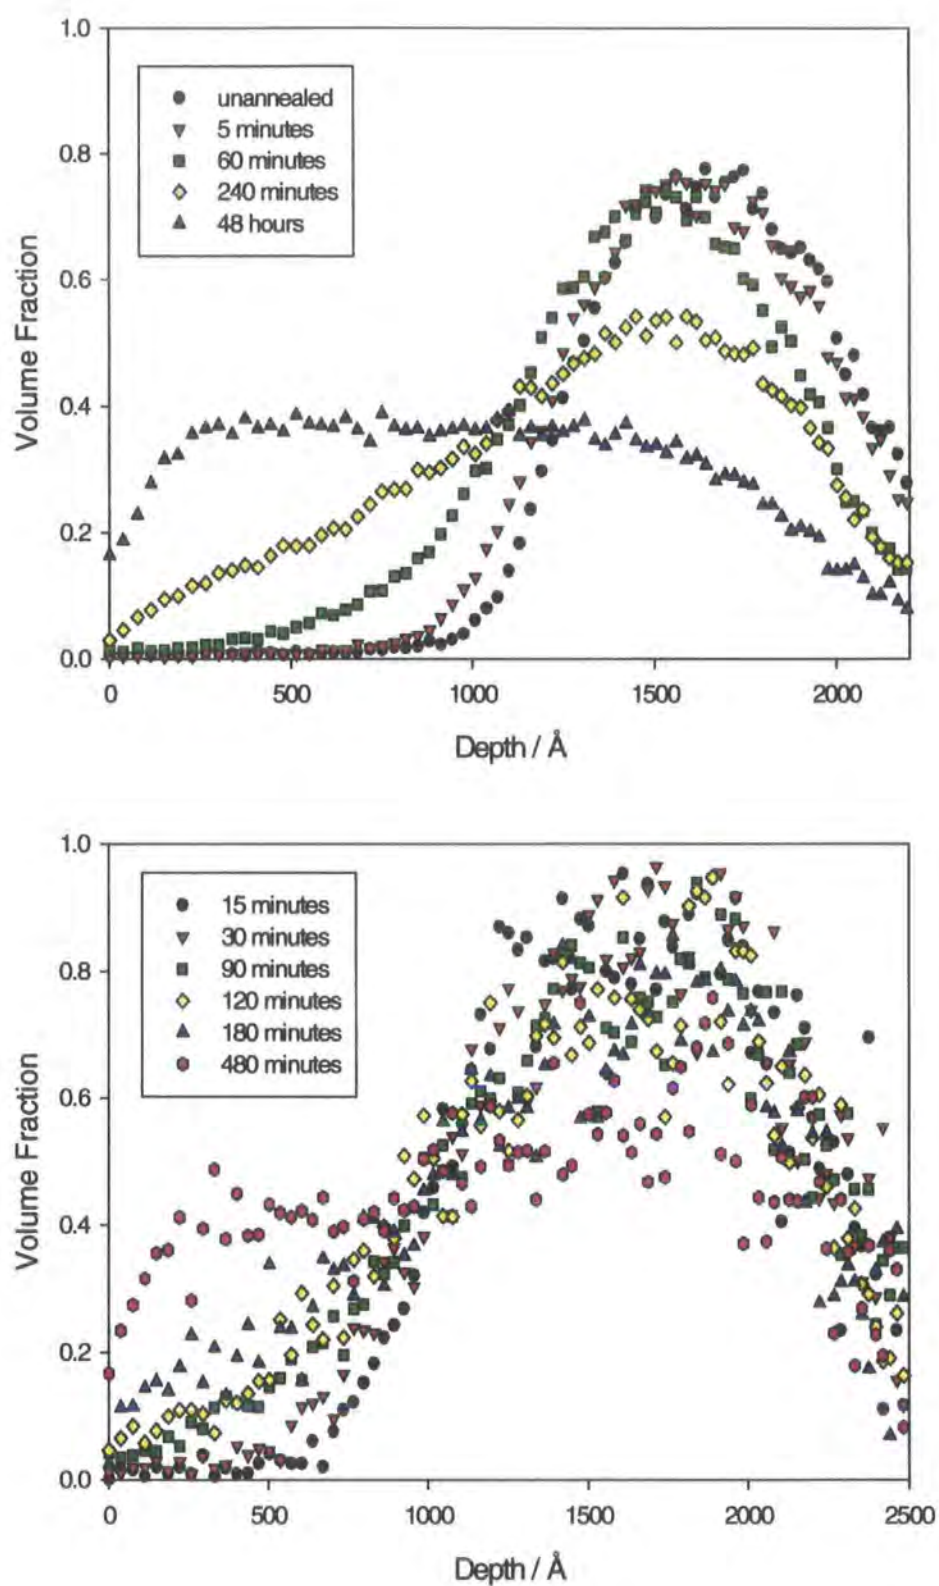 1.0
0.8
0.6
0.4
0.2
0.0
Volume Fraction
unannealed
5 minutes
60 minutes
240 minutes
48 hours
0 500 1000 1500 2000
Depth / Å
1.0
0.8
0.6
0.4
0.2
0.0
Volume Fraction
15 minutes
30 minutes
90 minutes
120 minutes
180 minutes
480 minutes
0 500 1000 1500 2000 2500
Depth / Å